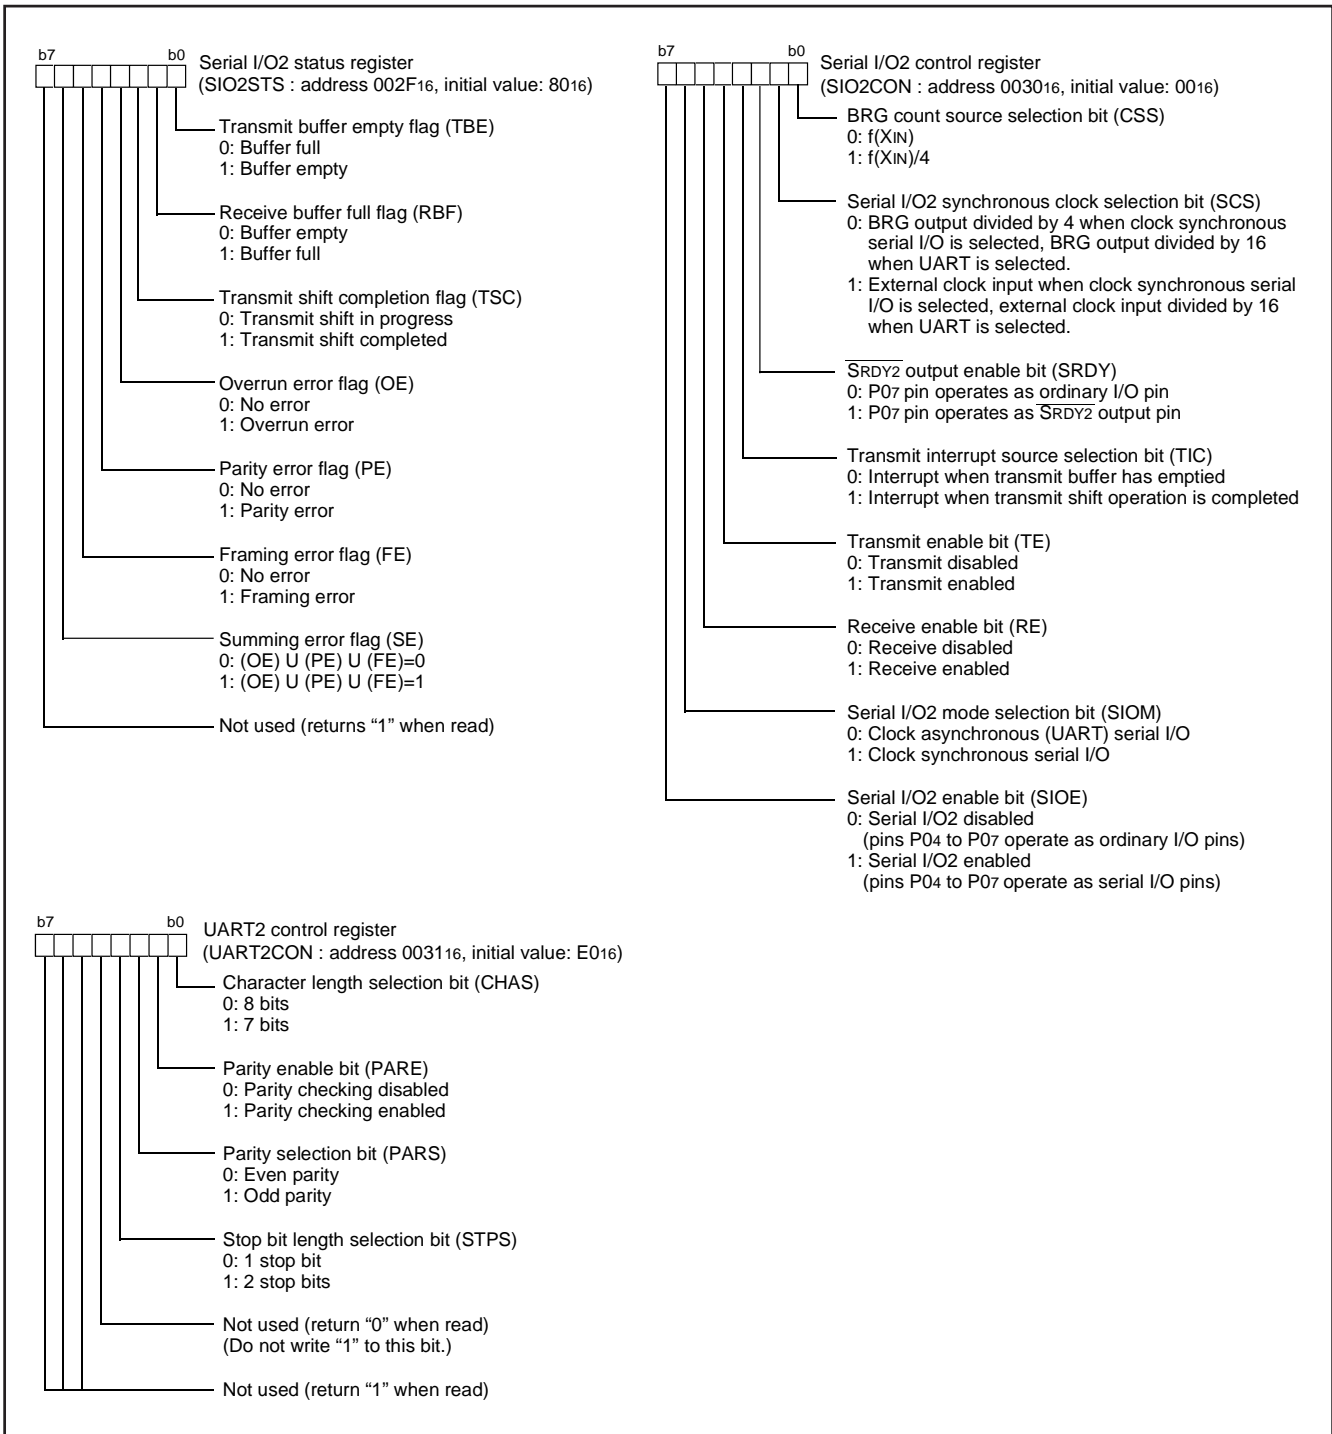 b7 b0 Serial I/O2 status register
(SIO2STS : address 002F16, initial value: 8016)
Transmit buffer empty flag (TBE)
0: Buffer full
1: Buffer empty
Receive buffer full flag (RBF)
0: Buffer empty
1: Buffer full
Transmit shift completion flag (TSC)
0: Transmit shift in progress
1: Transmit shift completed
Overrun error flag (OE)
0: No error
1: Overrun error
Parity error flag (PE)
0: No error
1: Parity error
Framing error flag (FE)
0: No error
1: Framing error
Summing error flag (SE)
0: (OE) U (PE) U (FE)=0
1: (OE) U (PE) U (FE)=1
Not used (returns “1” when read)
b7 b0 Serial I/O2 control register
(SIO2CON : address 003016, initial value: 0016)
BRG count source selection bit (CSS)
0: f(XIN)
1: f(XIN)/4
Serial I/O2 synchronous clock selection bit (SCS)
0: BRG output divided by 4 when clock synchronous
serial I/O is selected, BRG output divided by 16
when UART is selected.
1: External clock input when clock synchronous serial
I/O is selected, external clock input divided by 16
when UART is selected.
SRDY2 output enable bit (SRDY)
0: P07 pin operates as ordinary I/O pin
1: P07 pin operates as SRDY2 output pin
Transmit interrupt source selection bit (TIC)
0: Interrupt when transmit buffer has emptied
1: Interrupt when transmit shift operation is completed
Transmit enable bit (TE)
0: Transmit disabled
1: Transmit enabled
Receive enable bit (RE)
0: Receive disabled
1: Receive enabled
Serial I/O2 mode selection bit (SIOM)
0: Clock asynchronous (UART) serial I/O
1: Clock synchronous serial I/O
Serial I/O2 enable bit (SIOE)
0: Serial I/O2 disabled
(pins P04 to P07 operate as ordinary I/O pins)
1: Serial I/O2 enabled
(pins P04 to P07 operate as serial I/O pins)
b7 b0 UART2 control register
(UART2CON : address 003116, initial value: E016)
Character length selection bit (CHAS)
0: 8 bits
1: 7 bits
Parity enable bit (PARE)
0: Parity checking disabled
1: Parity checking enabled
Parity selection bit (PARS)
0: Even parity
1: Odd parity
Stop bit length selection bit (STPS)
0: 1 stop bit
1: 2 stop bits
Not used (return “0” when read)
(Do not write “1” to this bit.)
Not used (return “1” when read)